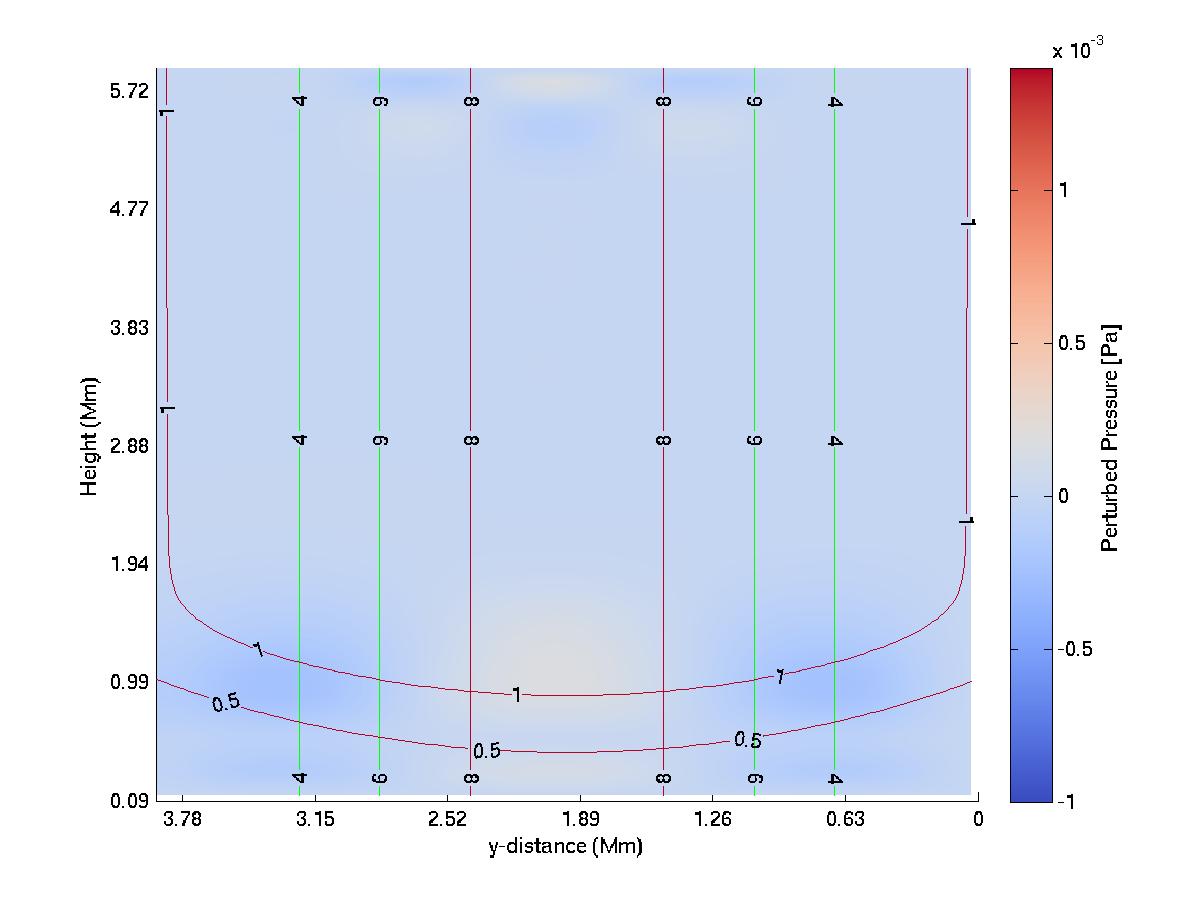 x 10-3
5.72
4.77
3.83
2.88
1.94
0.99
0.09
Height (Mm)
1
4 6 8 8 6 4
1
1
4 6 8 8 6 4
1
1 1 1
0.5 0.5 0.5
4 6 8 8 6 4
3.78 3.15 2.52 1.89 1.26 0.63 0
y-distance (Mm)
1
0.5
0
-0.5
-1
Perturbed Pressure [Pa]